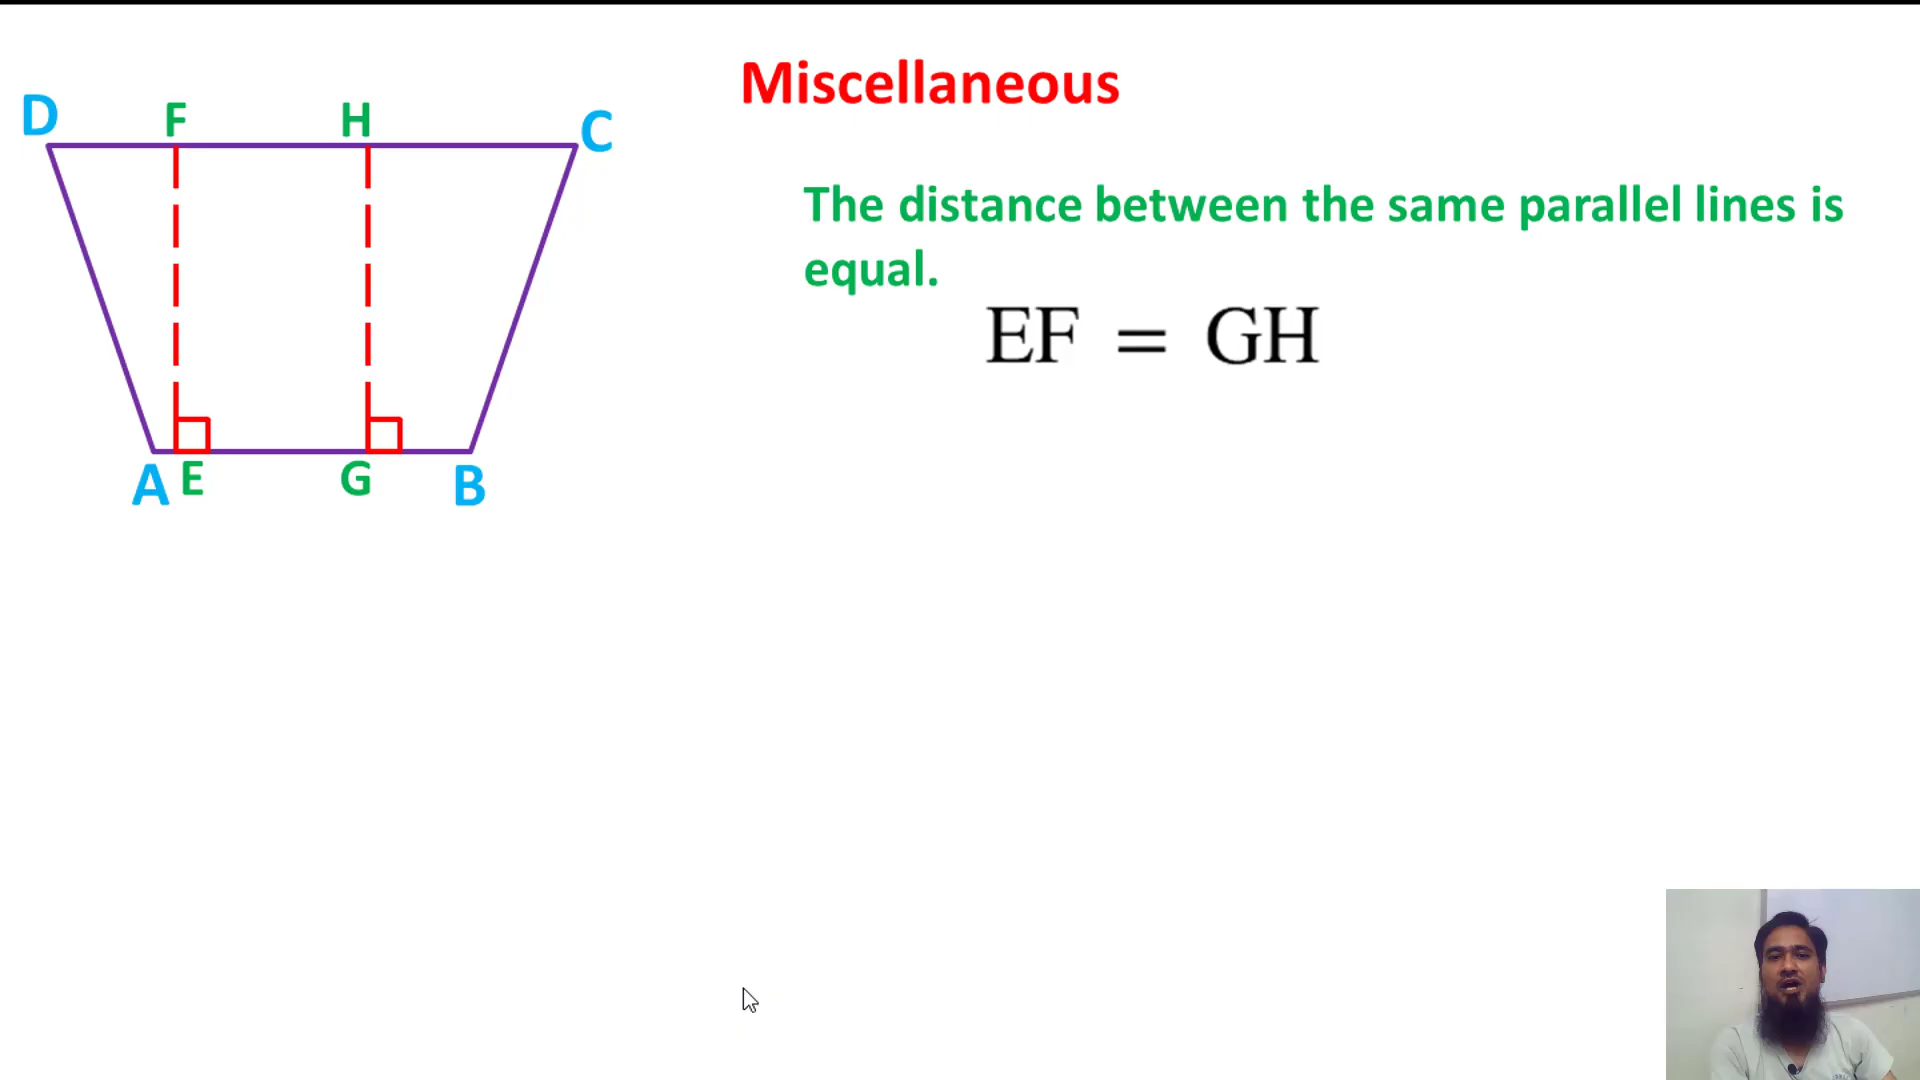 Miscellaneous
D F H C
The distance between the same parallel lines is
equal.
EF = GH
A E G B